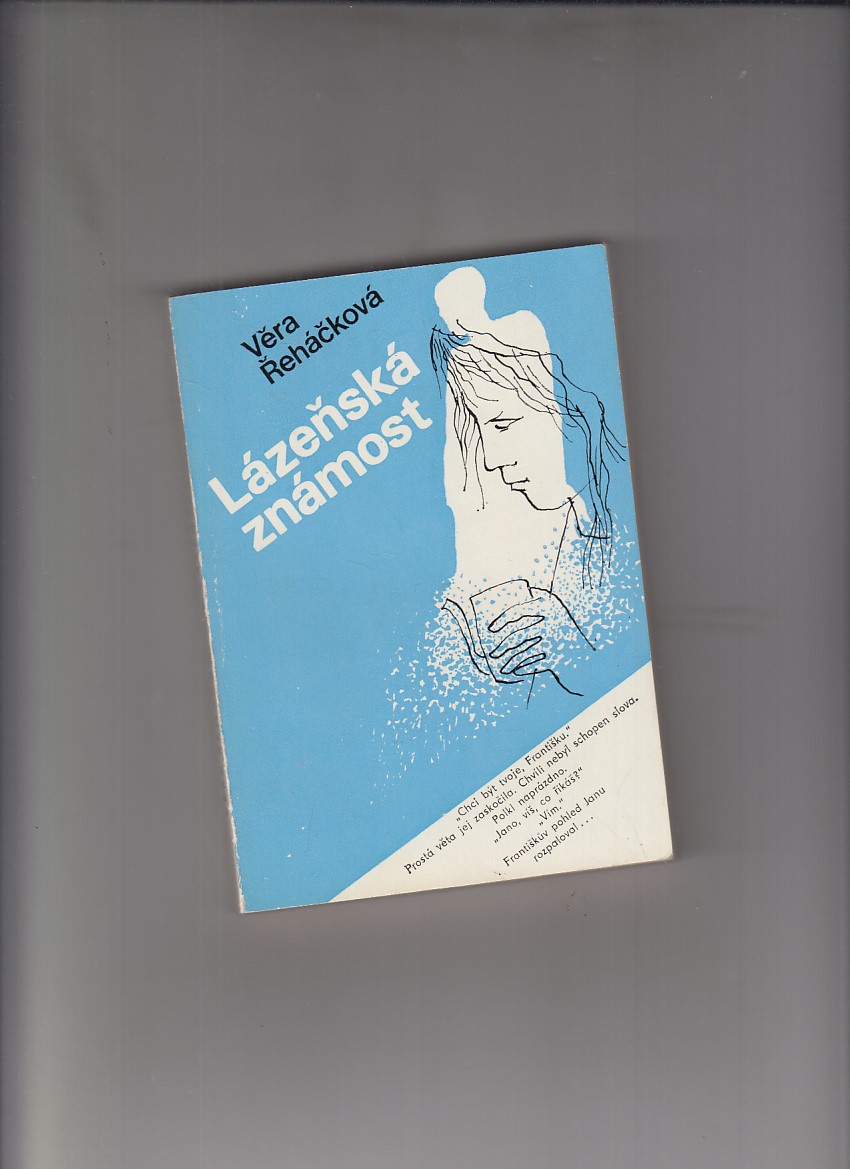 Věra
Řeháčková
Lázeňská
známost
„Chci být tvoje, Františku.“
Prostá věta jej zaskočila. Chvíli nebyl schopen slova.
Polkl naprázdno.
„Jano, víš, co říkáš?“
„Vím.“
Františkův pohled Janu
rozpaloval...